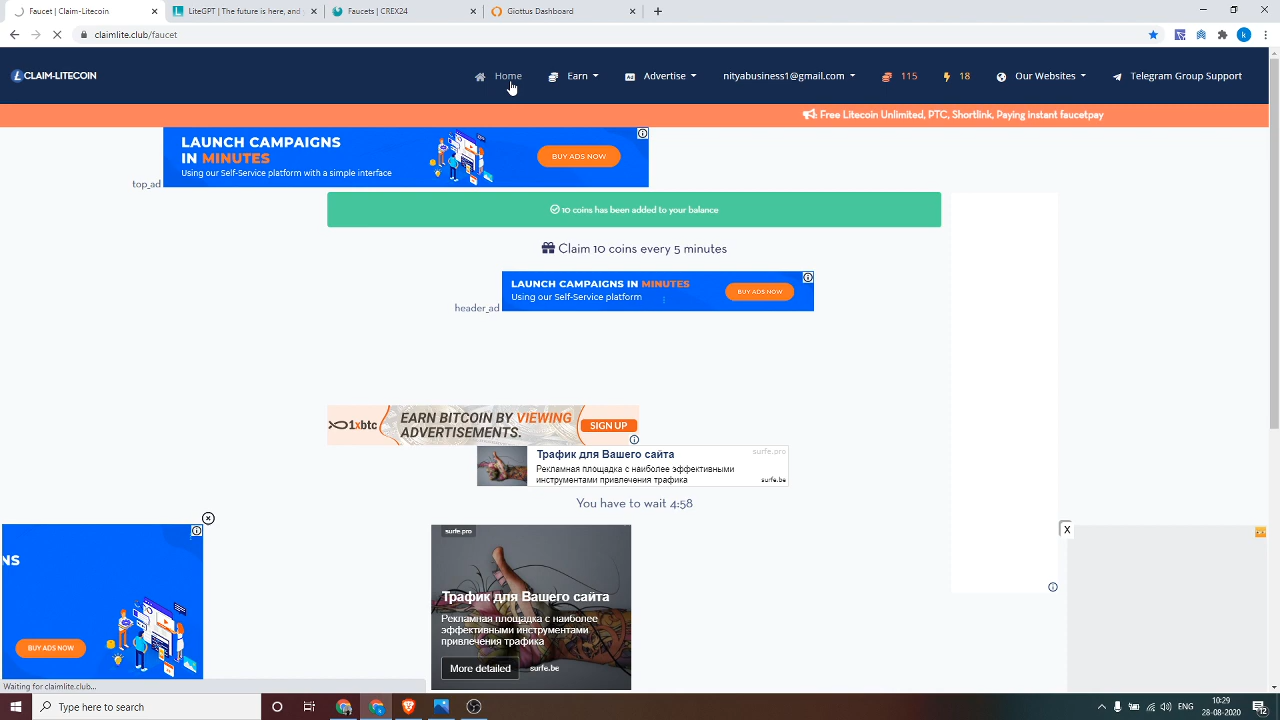 Faucet | Claim-Litecoin
LiteGPT | The future is here, and
Faucets | CREX24
Giottus Dashboard
claimlite.club/faucet
CLAIM-LITECOIN
Home
Earn
Advertise
nityabusiness1@gmail.com
115
18
Our Websites
Telegram Group Support
Free Litecoin Unlimited, PTC, Shortlink, Paying instant faucetpay
LAUNCH CAMPAIGNS
IN MINUTES
Using our Self-Service platform with a simple interface
BUY ADS NOW
top_ad
10 coins has been added to your balance
Claim 10 coins every 5 minutes
LAUNCH CAMPAIGNS IN MINUTES
Using our Self-Service platform
BUY ADS NOW
header_ad
1xbtc
EARN BITCOIN BY VIEWING
ADVERTISEMENTS.
SIGN UP
Трафик для Вашего сайта
surfe.pro
Рекламная площадка с наиболее эффективными
инструментами привлечения трафика
surfe.be
You have to wait 4:58
NS
BUY ADS NOW
surfe.pro
Трафик для Вашего сайта
Рекламная площадка с наиболее
эффективными инструментами
привлечения трафика
More detailed
surfe.be
X
Waiting for claimlite.club...
Type here to search
10:29
28-08-2020